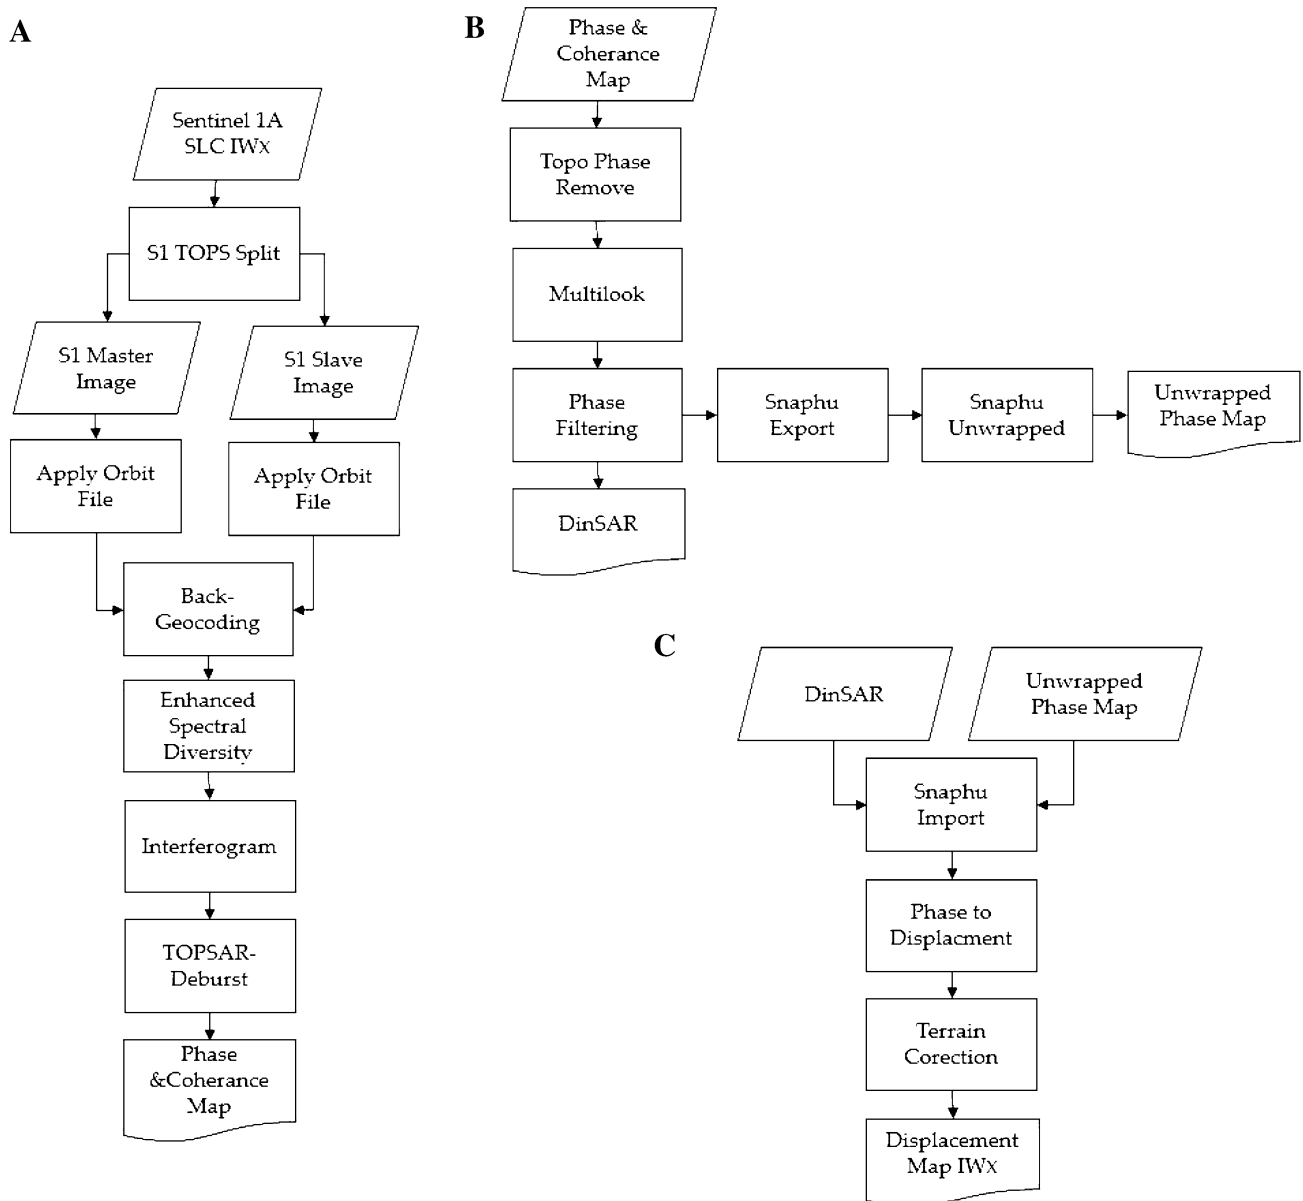 A
Sentinel 1A
SLC IWx
S1 TOPS Split
S1 Master
Image
S1 Slave
Image
Apply Orbit
File
Apply Orbit
File
Back-
Geocoding
Enhanced
Spectral
Diversity
Interferogram
TOPSAR-
Deburst
Phase
&Coherance
Map
B
Phase &
Coherance
Map
Topo Phase
Remove
Multilook
Phase
Filtering
Snaphu
Export
Snaphu
Unwrapped
Unwrapped
Phase Map
DinSAR
C
DinSAR
Unwrapped
Phase Map
Snaphu
Import
Phase to
Displacment
Terrain
Corection
Displacement
Map IWx